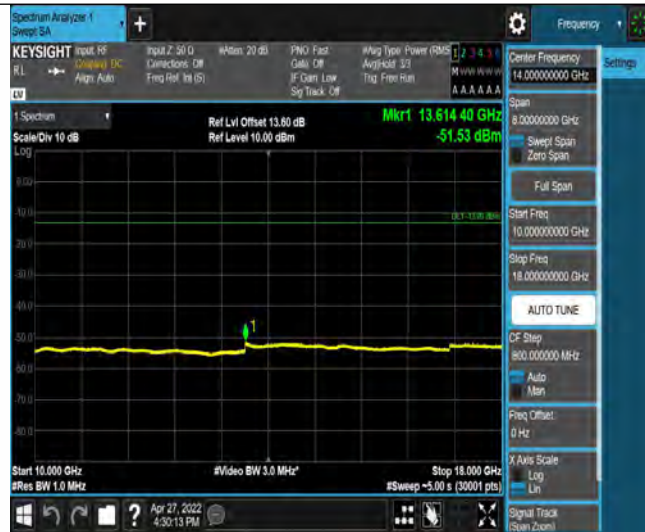 Spectrum Analyzer 1
Swept SA
+
Frequency
KEYSIGHT
RL
Input: RF
Coupling: DC
Align: Auto
Input Z: 50 Ω
Corrections: Off
Freq Ref: Int (S)
#Atten: 20 dB
PNO: Fast
Gate: Off
IF Gain: Low
Sig Track: Off
#Avg Type: Power (RMS
Avg|Hold: 3/3
Trig: Free Run
1 2 3 4 5 6
M W W W W W
A A A A A A
LV
1 Spectrum
Scale/Div 10 dB
Ref Lvl Offset 13.60 dB
Ref Level 10.00 dBm
Mkr1 13.614 40 GHz
-51.53 dBm
Log
0.00
-10.0
-20.0
-30.0
-40.0
-50.0
-60.0
-70.0
-80.0
1
Start 10.000 GHz
#Res BW 1.0 MHz
#Video BW 3.0 MHz*
Stop 18.000 GHz
#Sweep ~5.00 s (30001 pts)
Center Frequency
14.000000000 GHz
Settings
Span
8.00000000 GHz
Swept Span
Zero Span
Full Span
Start Freq
10.000000000 GHz
Stop Freq
18.000000000 GHz
AUTO TUNE
CF Step
800.000000 MHz
Auto
Man
Freq Offset
0 Hz
X Axis Scale
Log
Lin
Signal Track
(Span Zoom)
?
Apr 27, 2022
4:30:13 PM